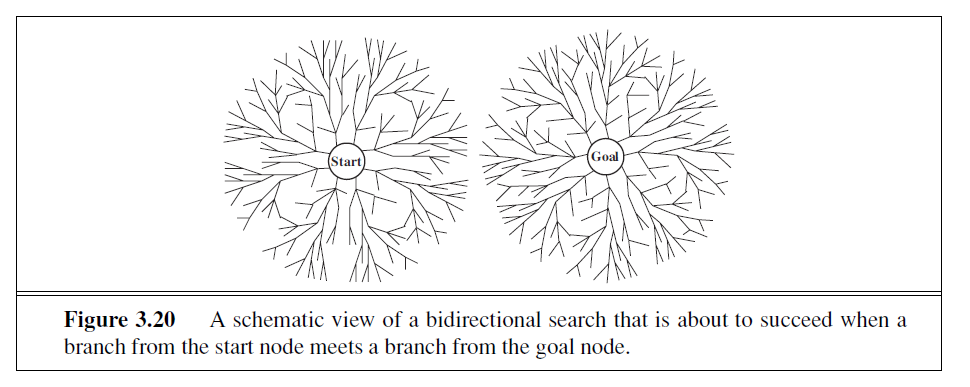 Start
Goal
Figure 3.20 A schematic view of a bidirectional search that is about to succeed when a
branch from the start node meets a branch from the goal node.